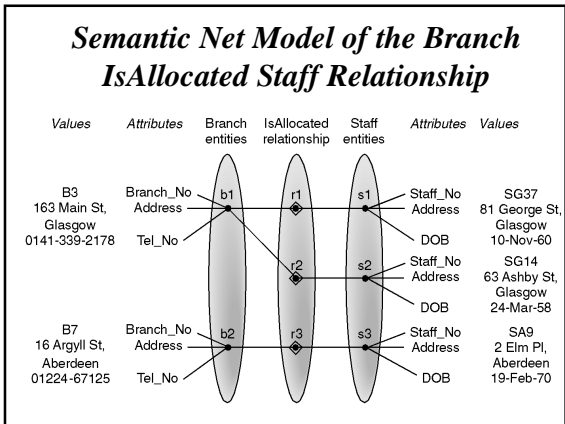 Semantic Net Model of the Branch
IsAllocated Staff Relationship
Values Attributes Branch IsAllocated Staff Attributes Values
entities relationship entities
B3 Branch_No b1 r1 s1 Staff_No SG37
163 Main St, Address Address 81 George St,
Glasgow Glasgow
0141-339-2178 Tel_No DOB 10-Nov-60
r2 s2 Staff_No SG14
Address 63 Ashby St,
Glasgow
DOB 24-Mar-58
B7 Branch_No b2 r3 s3 Staff_No SA9
16 Argyll St, Address Address 2 Elm Pl,
Aberdeen Aberdeen
01224-67125 Tel_No DOB 19-Feb-70